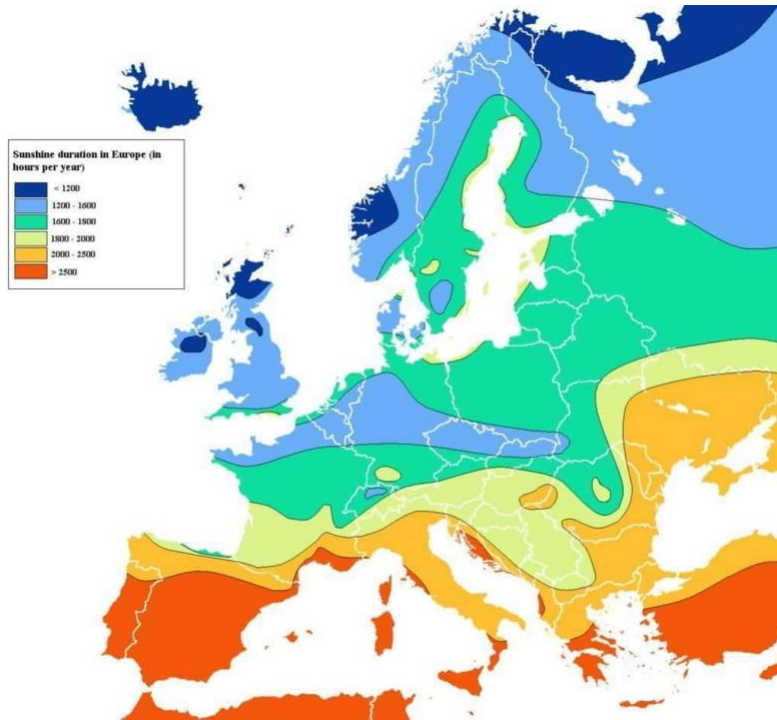 Sunshine duration in Europe (in
hours per year)
< 1200
1200 - 1600
1600 - 1800
1800 - 2000
2000 - 2500
> 2500